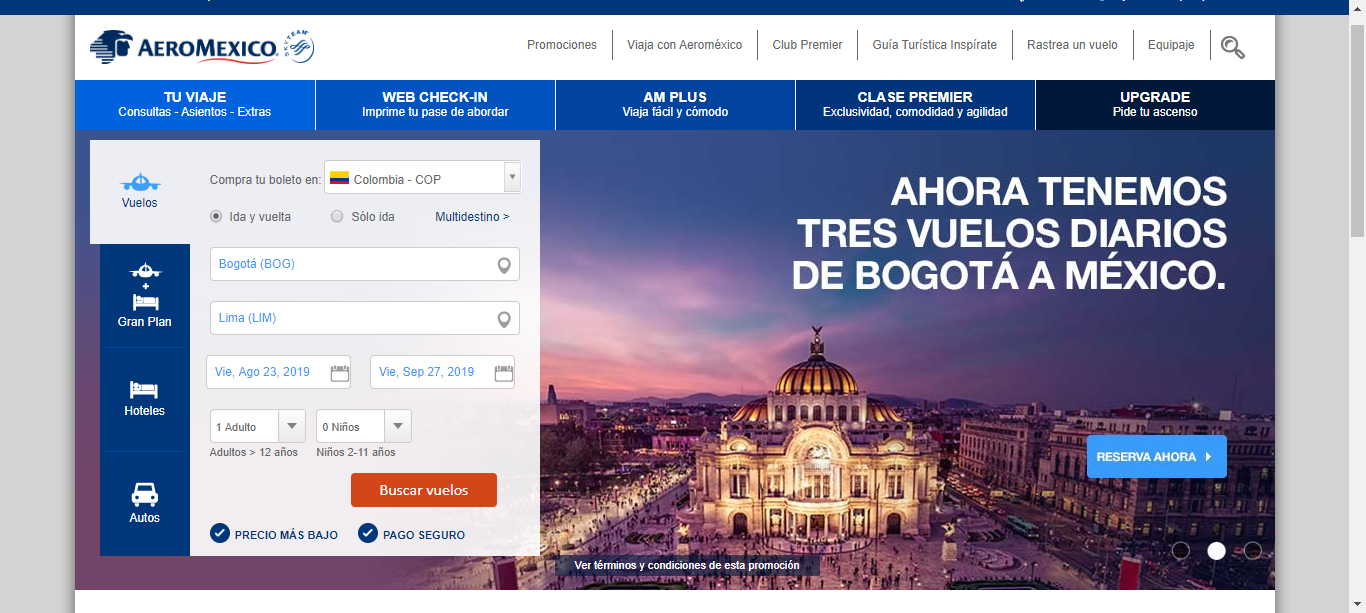 AEROMEXICO. SKYTEAM
Promociones
Viaja con Aeroméxico
Club Premier
Guía Turística Inspírate
Rastrea un vuelo
Equipaje
TU VIAJE
Consultas - Asientos - Extras
WEB CHECK-IN
Imprime tu pase de abordar
AM PLUS
Viaja fácil y cómodo
CLASE PREMIER
Exclusividad, comodidad y agilidad
UPGRADE
Pide tu ascenso
Vuelos
+
Gran Plan
Hoteles
Autos
Compra tu boleto en: Colombia - COP
Ida y vuelta Sólo ida Multidestino >
Bogotá (BOG)
Lima (LIM)
Vie, Ago 23, 2019 Vie, Sep 27, 2019
1 Adulto 0 Niños
Adultos > 12 años Niños 2-11 años
Buscar vuelos
PRECIO MÁS BAJO PAGO SEGURO
AHORA TENEMOS
TRES VUELOS DIARIOS
DE BOGOTÁ A MÉXICO.
RESERVA AHORA
Ver términos y condiciones de esta promoción